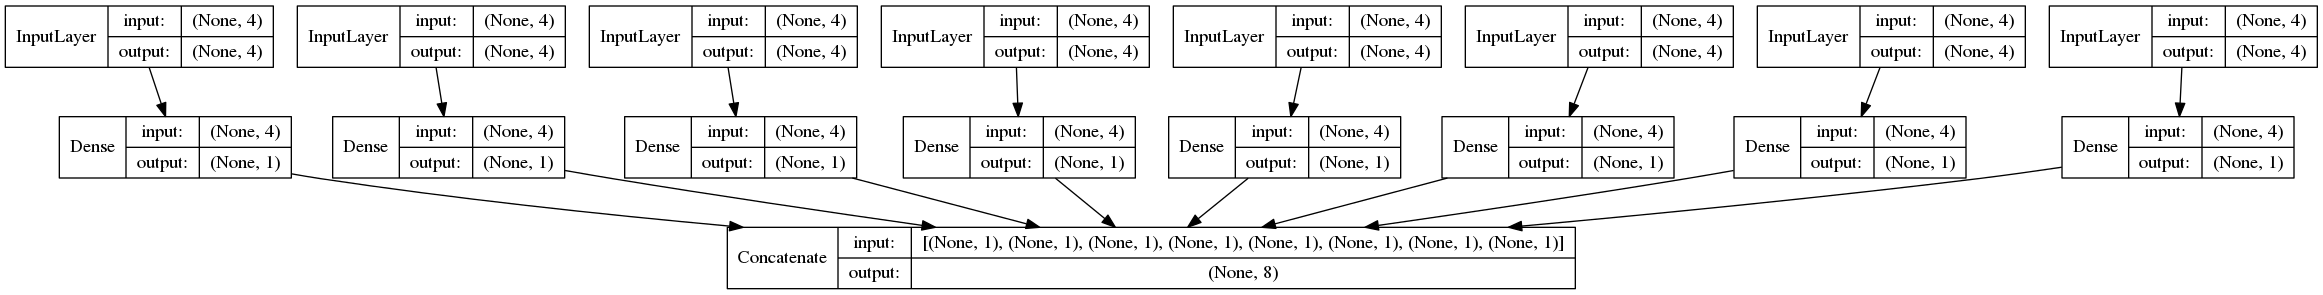 InputLayer input: (None, 4) output: (None, 4)
InputLayer input: (None, 4) output: (None, 4)
InputLayer input: (None, 4) output: (None, 4)
InputLayer input: (None, 4) output: (None, 4)
InputLayer input: (None, 4) output: (None, 4)
InputLayer input: (None, 4) output: (None, 4)
InputLayer input: (None, 4) output: (None, 4)
InputLayer input: (None, 4) output: (None, 4)
Dense input: (None, 4) output: (None, 1)
Dense input: (None, 4) output: (None, 1)
Dense input: (None, 4) output: (None, 1)
Dense input: (None, 4) output: (None, 1)
Dense input: (None, 4) output: (None, 1)
Dense input: (None, 4) output: (None, 1)
Dense input: (None, 4) output: (None, 1)
Dense input: (None, 4) output: (None, 1)
Concatenate input: [(None, 1), (None, 1), (None, 1), (None, 1), (None, 1), (None, 1), (None, 1), (None, 1)]
output: (None, 8)